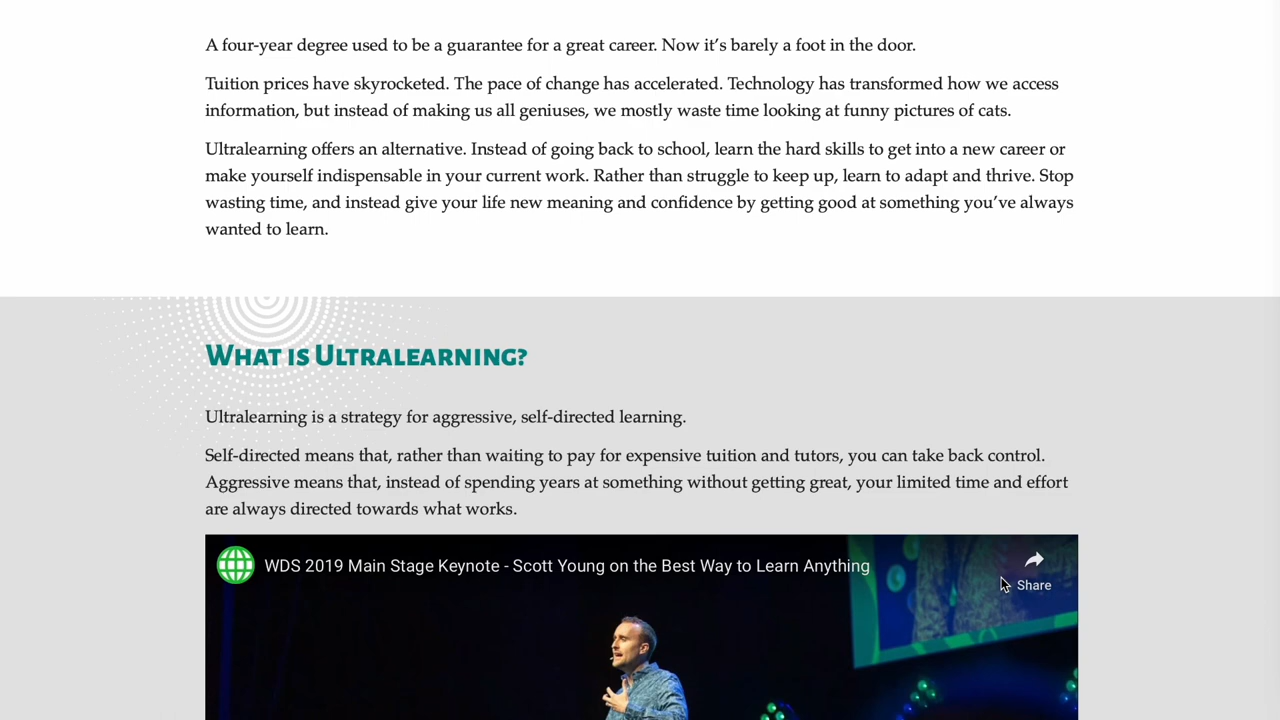 A four-year degree used to be a guarantee for a great career. Now it’s barely a foot in the door.
Tuition prices have skyrocketed. The pace of change has accelerated. Technology has transformed how we access
information, but instead of making us all geniuses, we mostly waste time looking at funny pictures of cats.
Ultralearning offers an alternative. Instead of going back to school, learn the hard skills to get into a new career or
make yourself indispensable in your current work. Rather than struggle to keep up, learn to adapt and thrive. Stop
wasting time, and instead give your life new meaning and confidence by getting good at something you’ve always
wanted to learn.
What is Ultralearning?
Ultralearning is a strategy for aggressive, self-directed learning.
Self-directed means that, rather than waiting to pay for expensive tuition and tutors, you can take back control.
Aggressive means that, instead of spending years at something without getting great, your limited time and effort
are always directed towards what works.
WDS 2019 Main Stage Keynote - Scott Young on the Best Way to Learn Anything
Share